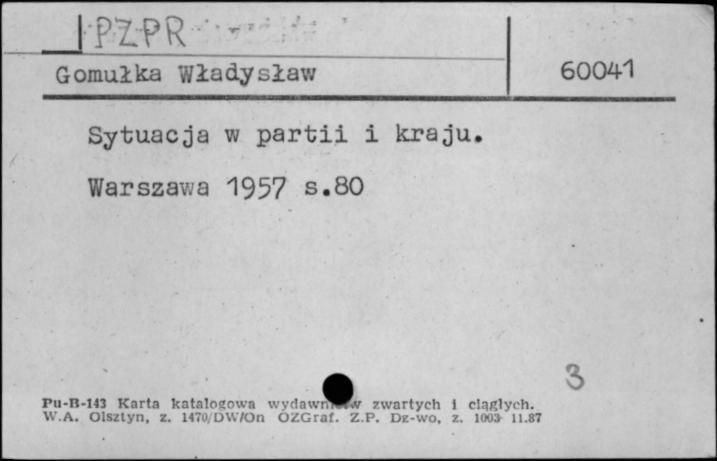 PZPR
Gomułka Władysław
60041
Sytuacja w partii i kraju.
Warszawa 1957 s.80
3
Pu-B-143 Karta katalogowa wydawnictw zwartych i ciągłych.
W.A. Olsztyn, z. 1470/DW/On OZGraf. Z.P. Dz-wo, z. 1003 11.87